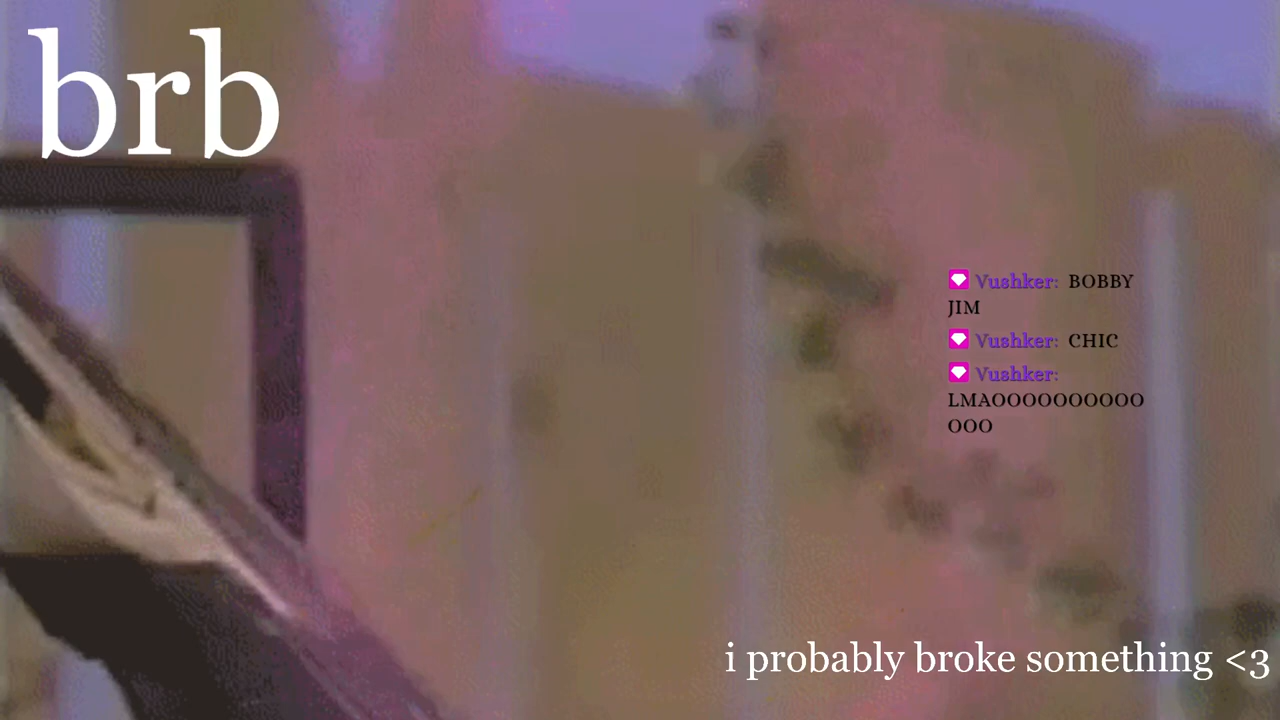 brb
Vushker: BOBBY
JIM
Vushker: CHIC
Vushker:
LMAOOOOOOOOOO
OOO
i probably broke something <3